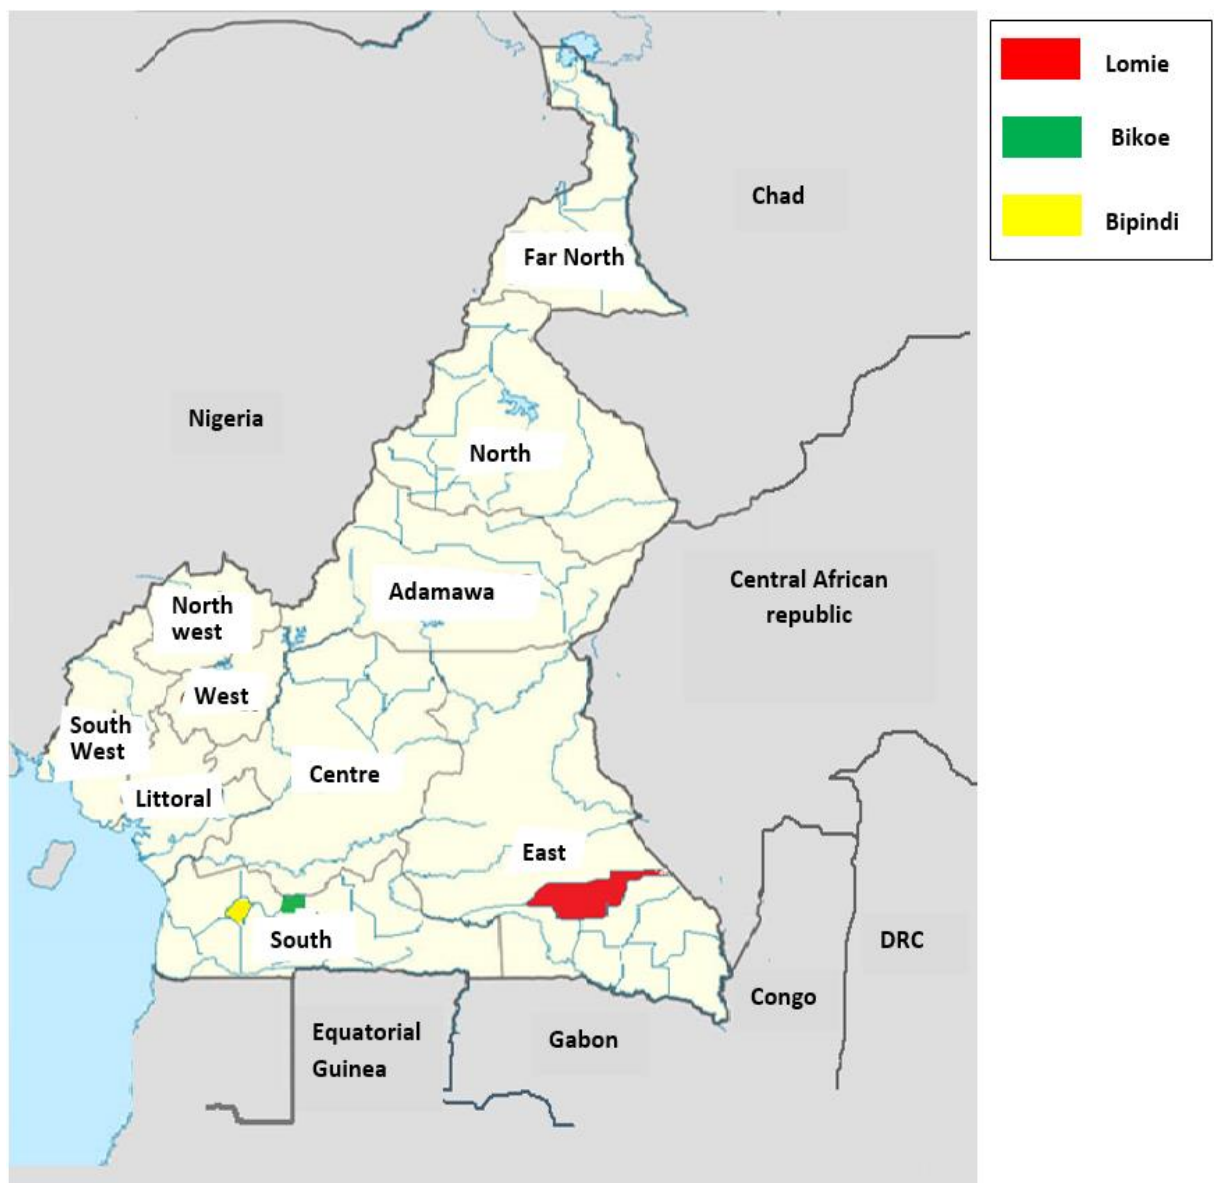 Lomie
Bikoe
Bipindi
Chad
Far North
Nigeria
North
Central African
republic
Adamawa
North
west
West
South
West
Centre
Littoral
East
South
DRC
Congo
Equatorial
Guinea
Gabon